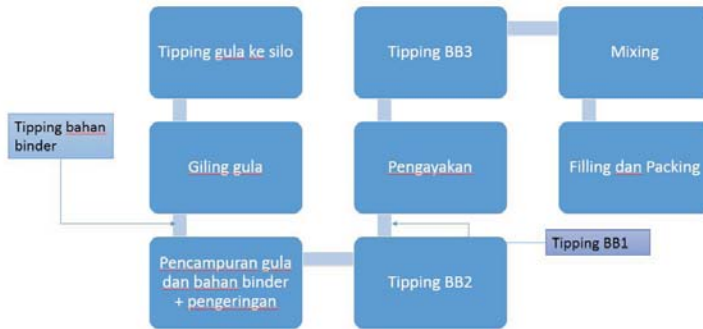 Tipping gula ke silo
Tipping BB3
Mixing
Tipping bahan
binder
Giling gula
Pengayakan
Filling dan Packing
Pencampuran gula
dan bahan binder
+ pengeringan
Tipping BB2
Tipping BB1